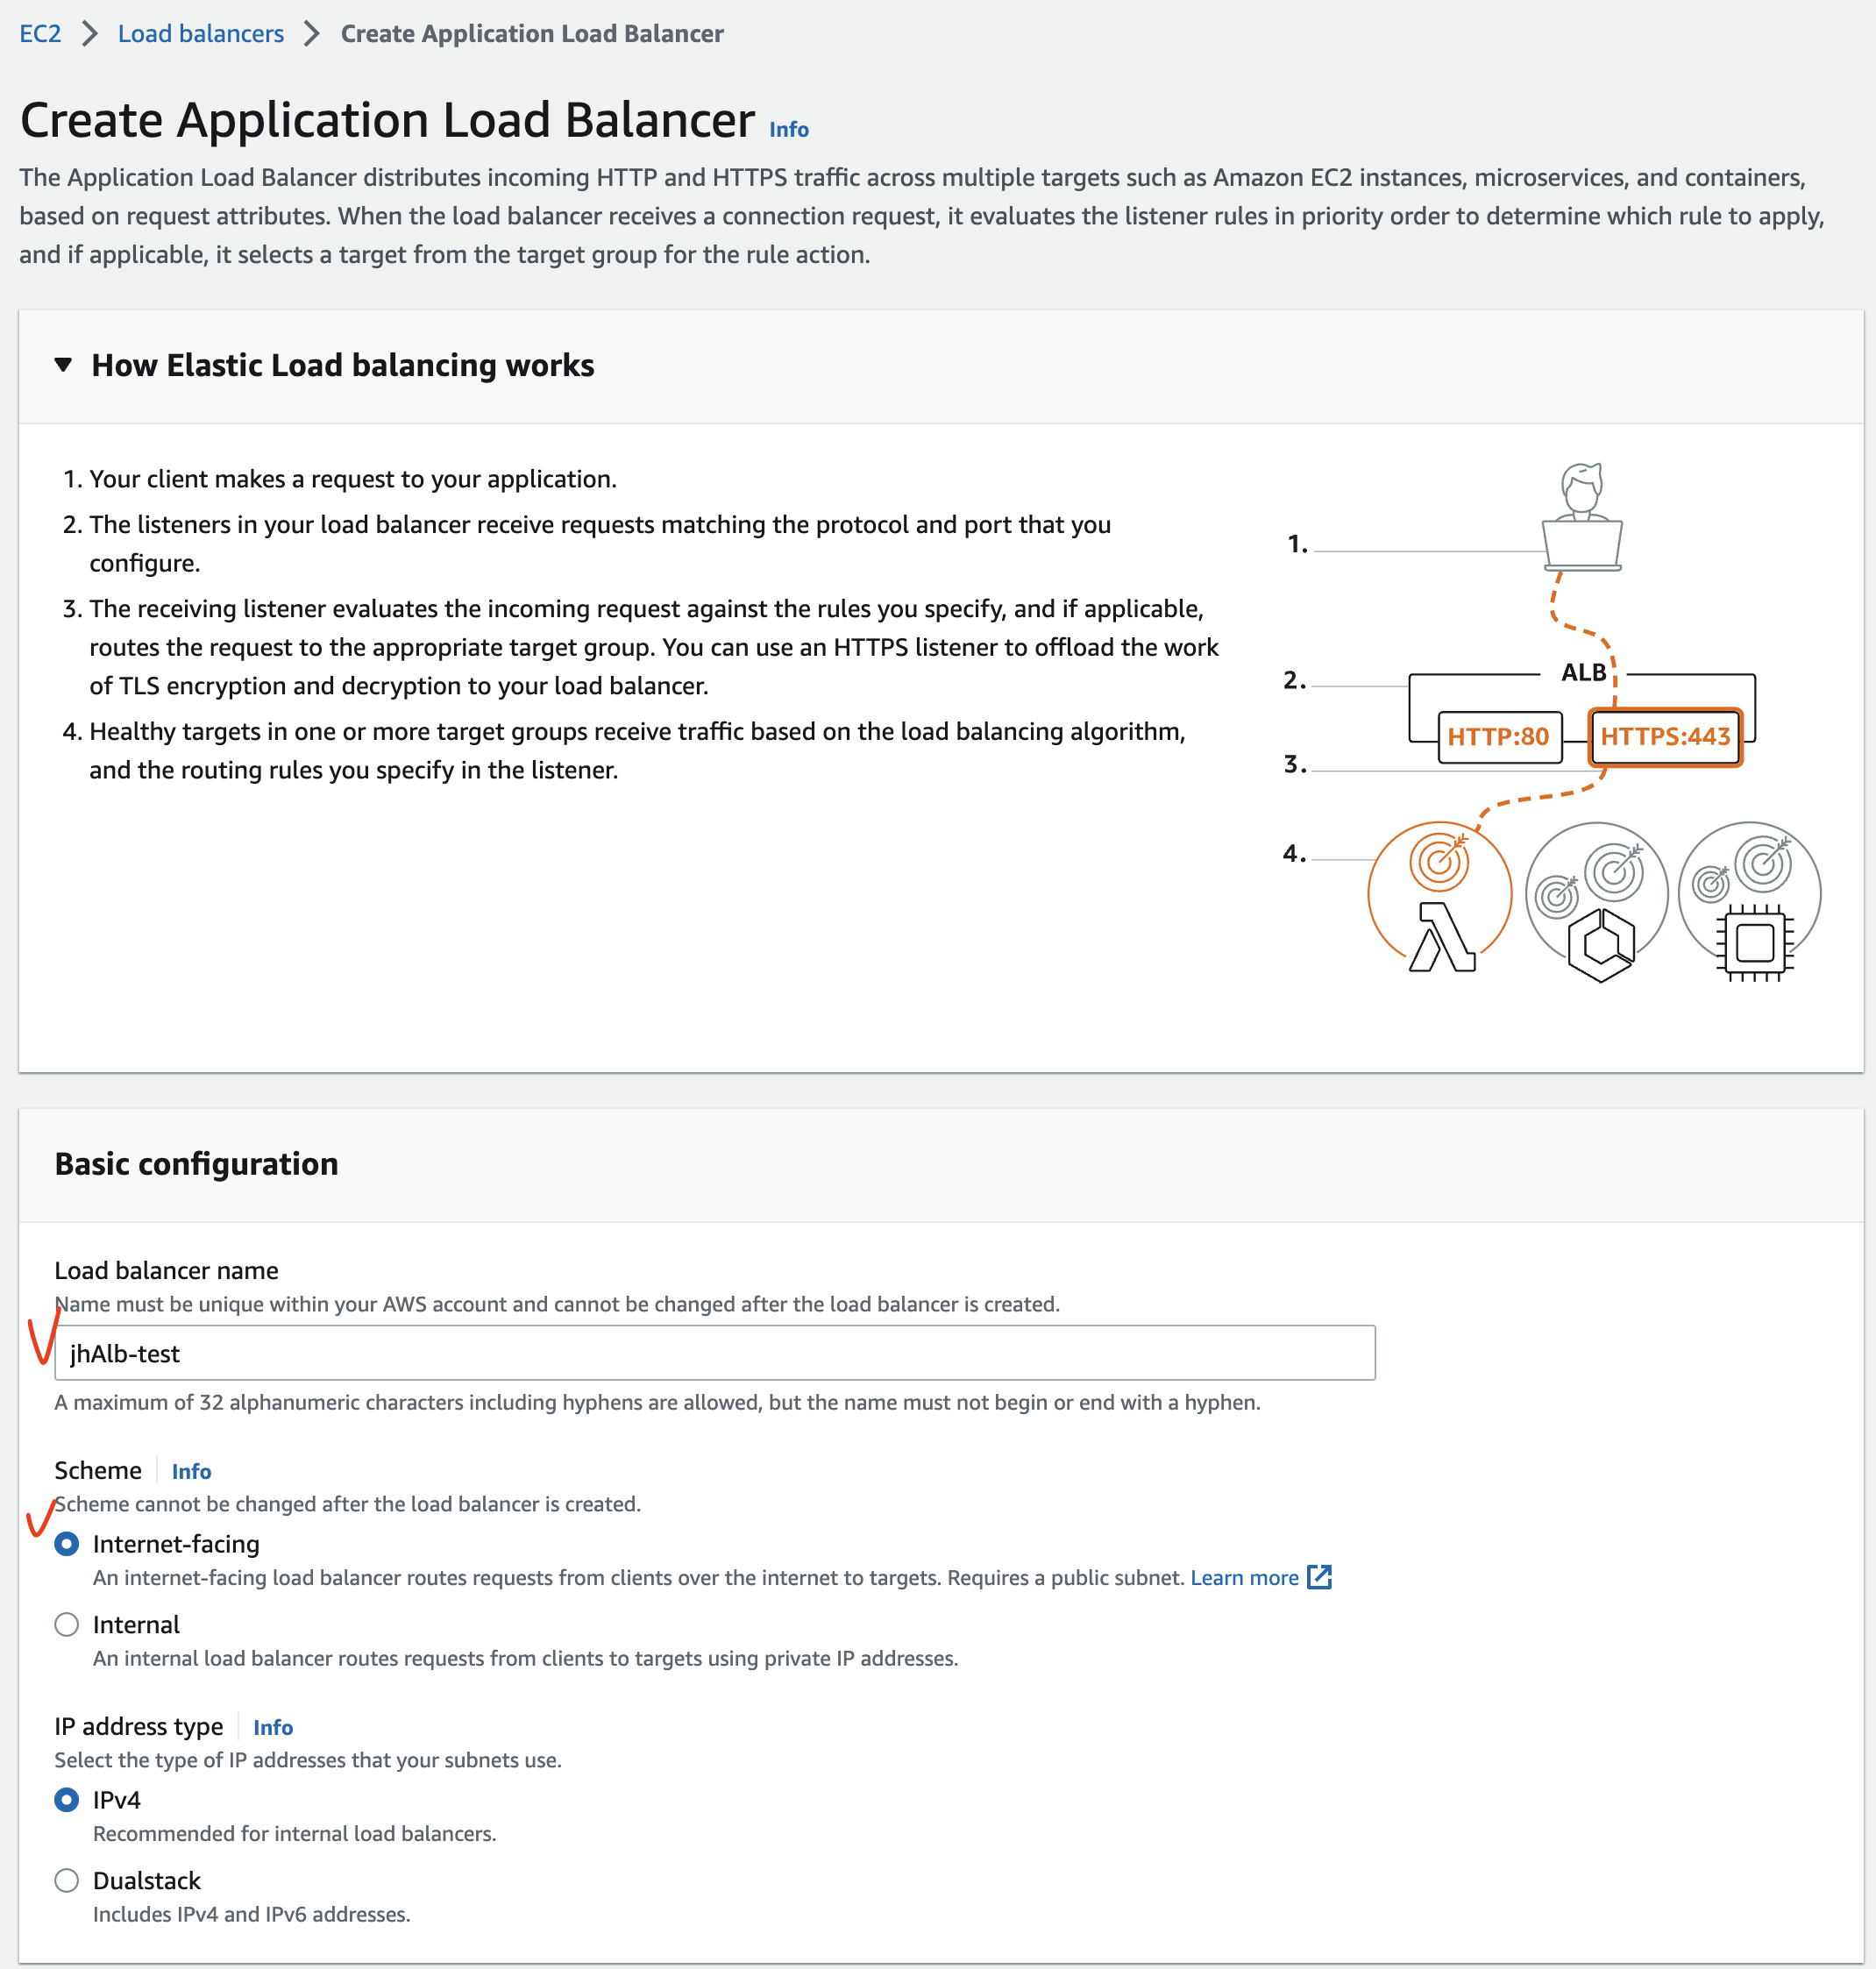 EC2 > Load balancers > Create Application Load Balancer
Create Application Load Balancer Info
The Application Load Balancer distributes incoming HTTP and HTTPS traffic across multiple targets such as Amazon EC2 instances, microservices, and containers,
based on request attributes. When the load balancer receives a connection request, it evaluates the listener rules in priority order to determine which rule to apply,
and if applicable, it selects a target from the target group for the rule action.
How Elastic Load balancing works
1. Your client makes a request to your application.
2. The listeners in your load balancer receive requests matching the protocol and port that you
configure.
3. The receiving listener evaluates the incoming request against the rules you specify, and if applicable,
routes the request to the appropriate target group. You can use an HTTPS listener to offload the work
of TLS encryption and decryption to your load balancer.
4. Healthy targets in one or more target groups receive traffic based on the load balancing algorithm,
and the routing rules you specify in the listener.
1.
2.
ALB
HTTP:80
HTTPS:443
3.
4.
Basic configuration
Load balancer name
Name must be unique within your AWS account and cannot be changed after the load balancer is created.
jhAlb-test
A maximum of 32 alphanumeric characters including hyphens are allowed, but the name must not begin or end with a hyphen.
Scheme Info
Scheme cannot be changed after the load balancer is created.
Internet-facing
An internet-facing load balancer routes requests from clients over the internet to targets. Requires a public subnet. Learn more
Internal
An internal load balancer routes requests from clients to targets using private IP addresses.
IP address type Info
Select the type of IP addresses that your subnets use.
IPv4
Recommended for internal load balancers.
Dualstack
Includes IPv4 and IPv6 addresses.